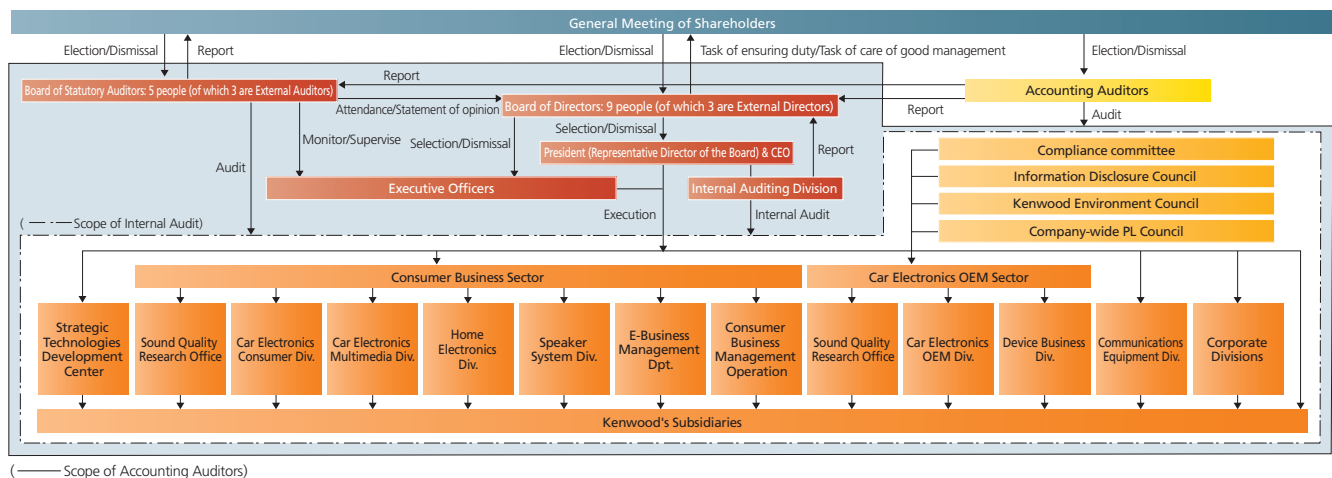 General Meeting of Shareholders
Election/Dismissal
Report
Election/Dismissal
Task of ensuring duty/Task of care of good management
Election/Dismissal
Report
Board of Statutory Auditors: 5 people (of which 3 are External Auditors)
Attendance/Statement of opinion
Board of Directors: 9 people (of which 3 are External Directors)
Accounting Auditors
Report
Audit
Selection/Dismissal
Monitor/Supervise
Selection/Dismissal
Report
Audit
President (Representative Director of the Board) & CEO
Compliance committee
Executive Officers
Internal Auditing Division
Information Disclosure Council
Kenwood Environment Council
Company-wide PL Council
Execution
Internal Audit
( Scope of Internal Audit)
Consumer Business Sector
Car Electronics OEM Sector
Strategic
Technologies
Development
Center
Sound Quality
Research Office
Car Electronics
Consumer Div.
Car Electronics
Multimedia Div.
Home
Electronics
Div.
Speaker
System Div.
E-Business
Management
Dpt.
Consumer
Business
Management
Operation
Sound Quality
Research Office
Car Electronics
OEM Div.
Device Business
Div.
Communications
Equipment Div.
Corporate
Divisions
Kenwood's Subsidiaries
( Scope of Accounting Auditors)